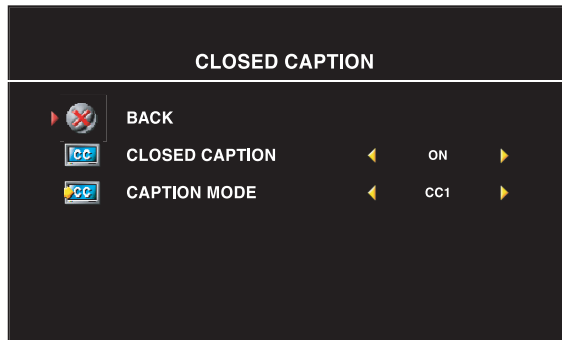 CLOSED CAPTION
BACK
CC CLOSED CAPTION ON
CC CAPTION MODE CC1